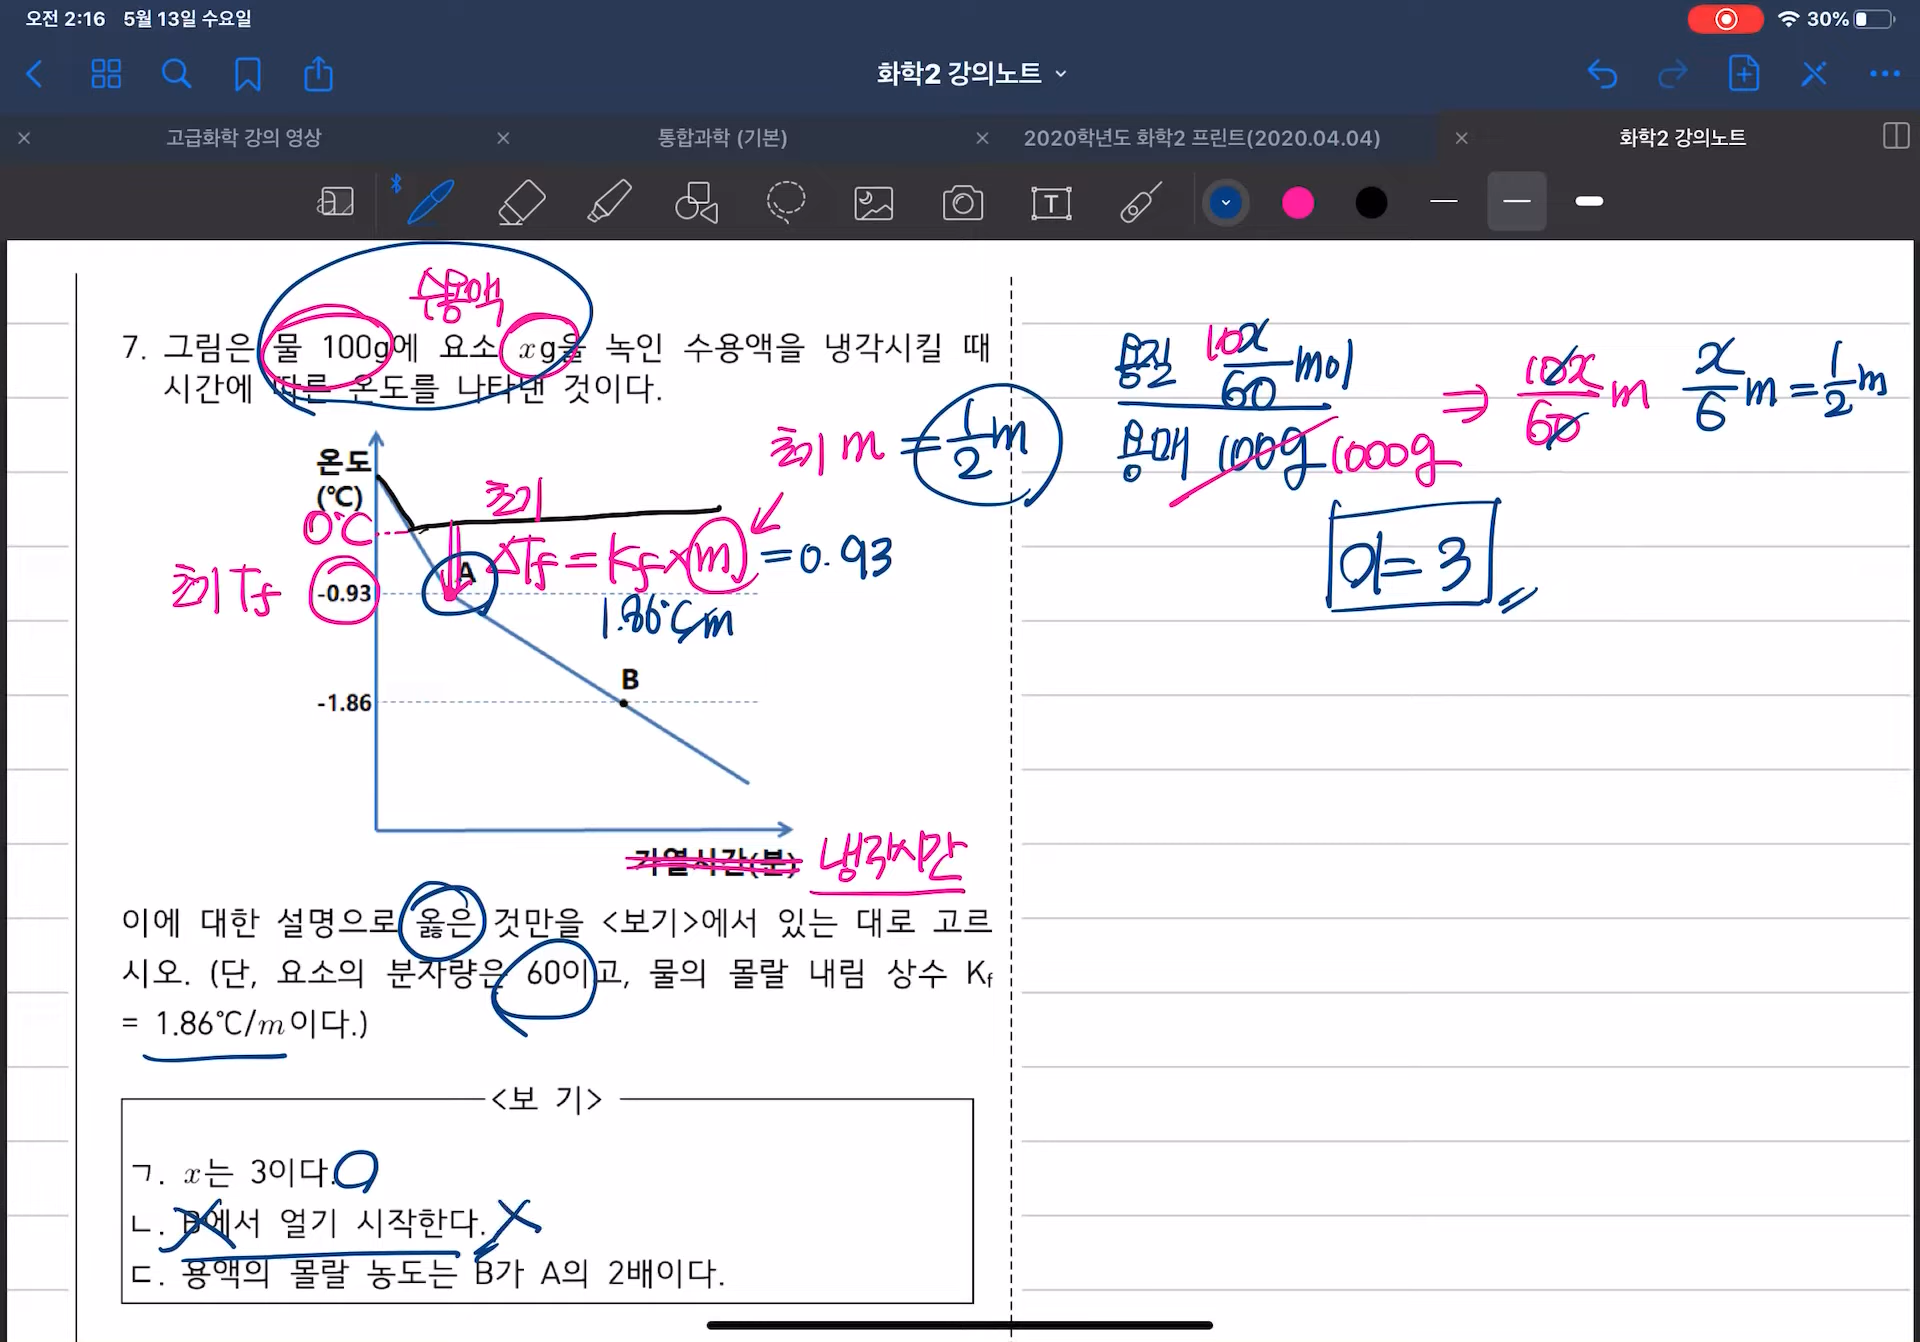 오전 2:16 5월 13일 수요일
30%
화학2 강의노트
고급화학 강의 영상
통합과학 (기본)
2020학년도 화학2 프린트(2020.04.04)
화학2 강의노트
수용액
7. 그림은 물 100g에 요소 xg을 녹인 수용액을 냉각시킬 때
시간에 따른 온도를 나타낸 것이다.
온도
(℃)
0℃
초기
초기 m = 1/2 m
초기 Tf
-0.93
A
ΔTf = Kf × m = 0.93
1.86℃/m
B
-1.86
가열시간(분) 냉각시간
이에 대한 설명으로 옳은 것만을 <보기>에서 있는 대로 고르
시오. (단, 요소의 분자량은 60이고, 물의 몰랄 내림 상수 Kf
= 1.86℃/m이다.)
<보 기>
ㄱ. x는 3이다. O
ㄴ. B에서 얼기 시작한다. X
ㄷ. 용액의 몰랄 농도는 B가 A의 2배이다.
용질 10x/60 mol
용매 100g 1000g
⇒ 10x/60 m x/6 m = 1/2 m
x = 3